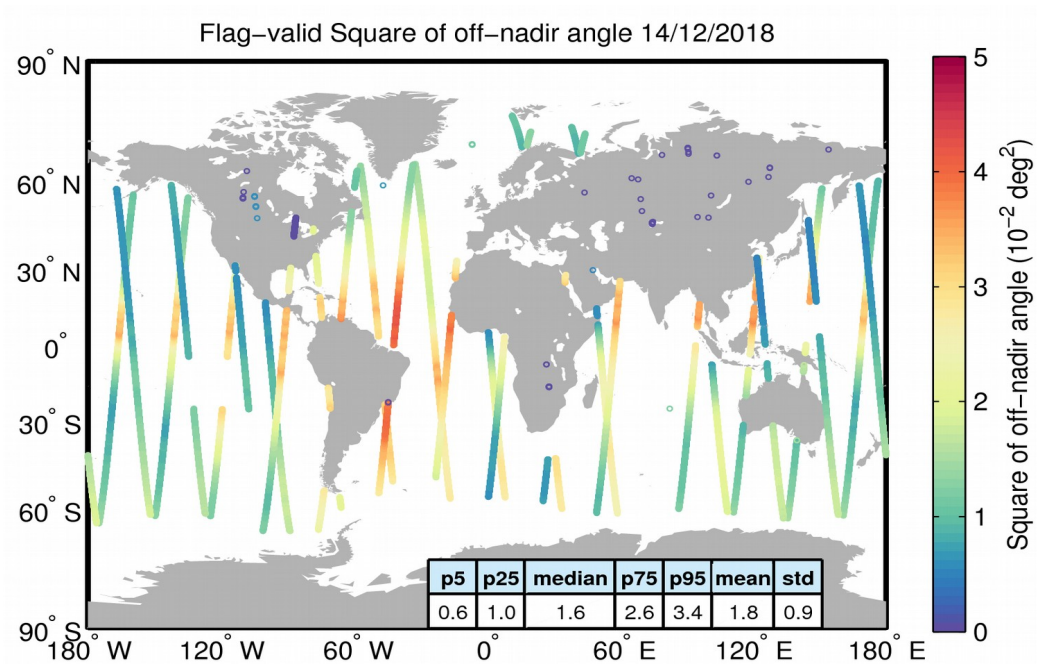 Flag−valid Square of off−nadir angle 14/12/2018
90° N
60° N
30° N
0°
30° S
60° S
90° S
180° W
120° W
60° W
0°
60° E
120° E
180° E
p5 p25 median p75 p95 mean std
0.6 1.0 1.6 2.6 3.4 1.8 0.9
5
4
3
2
1
0
Square of off−nadir angle (10⁻² deg²)